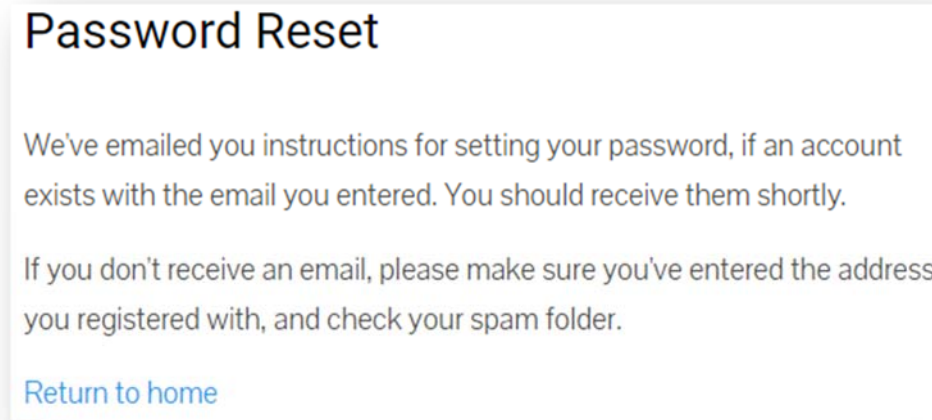 Password Reset
We've emailed you instructions for setting your password, if an account
exists with the email you entered. You should receive them shortly.
If you don't receive an email, please make sure you've entered the address
you registered with, and check your spam folder.
Return to home